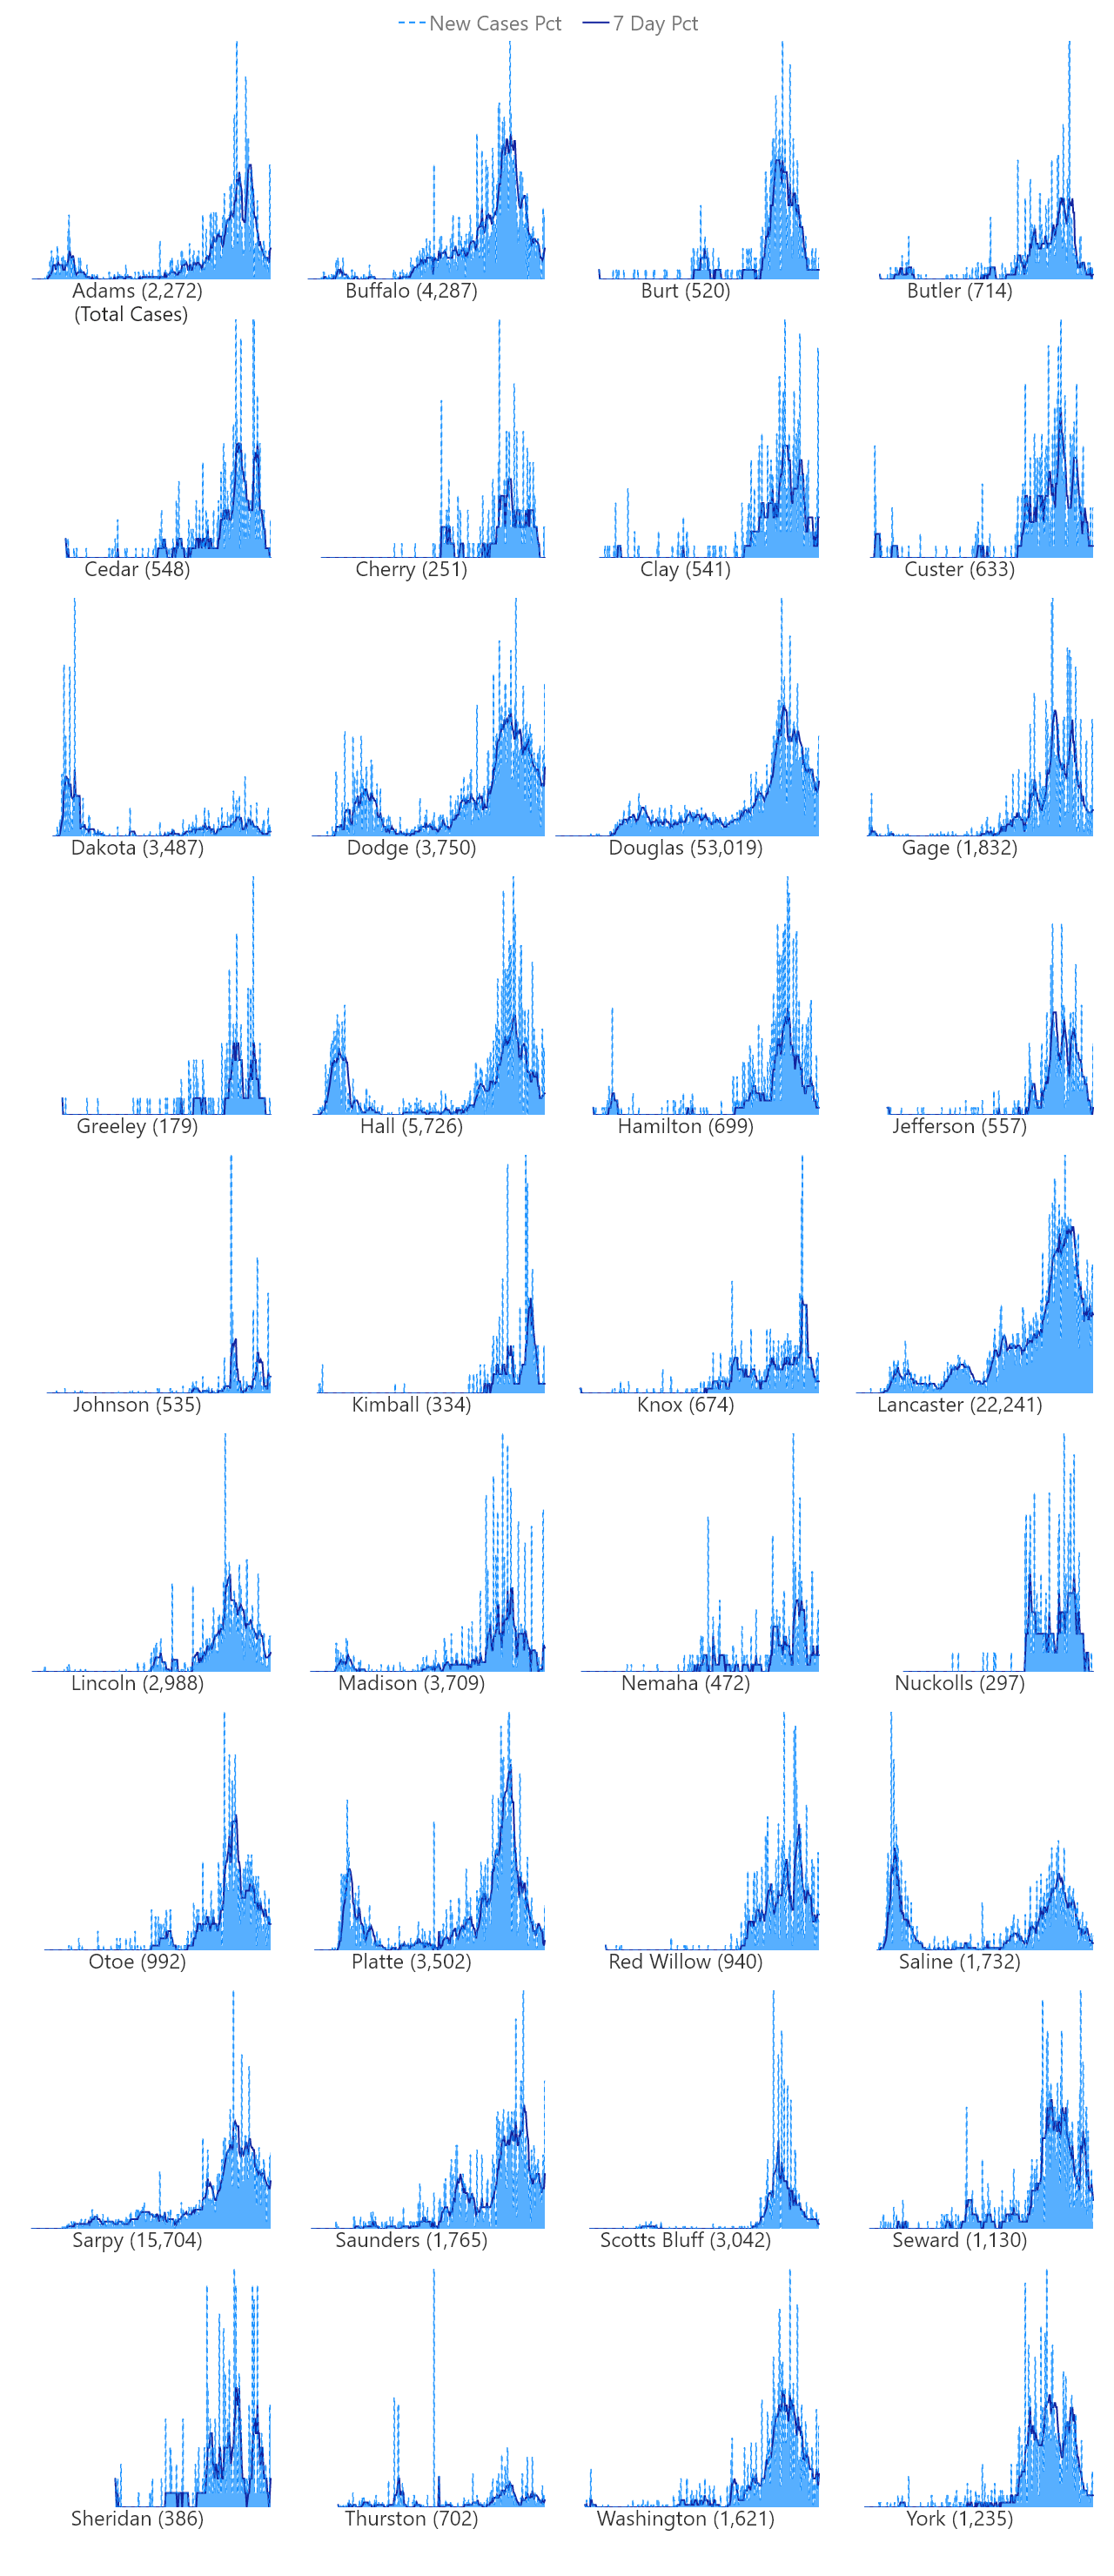 New Cases Pct 7 Day Pct
Adams (2,272) Buffalo (4,287) Burt (520) Butler (714)
(Total Cases)
Cedar (548) Cherry (251) Clay (541) Custer (633)
Dakota (3,487) Dodge (3,750) Douglas (53,019) Gage (1,832)
Greeley (179) Hall (5,726) Hamilton (699) Jefferson (557)
Johnson (535) Kimball (334) Knox (674) Lancaster (22,241)
Lincoln (2,988) Madison (3,709) Nemaha (472) Nuckolls (297)
Otoe (992) Platte (3,502) Red Willow (940) Saline (1,732)
Sarpy (15,704) Saunders (1,765) Scotts Bluff (3,042) Seward (1,130)
Sheridan (386) Thurston (702) Washington (1,621) York (1,235)